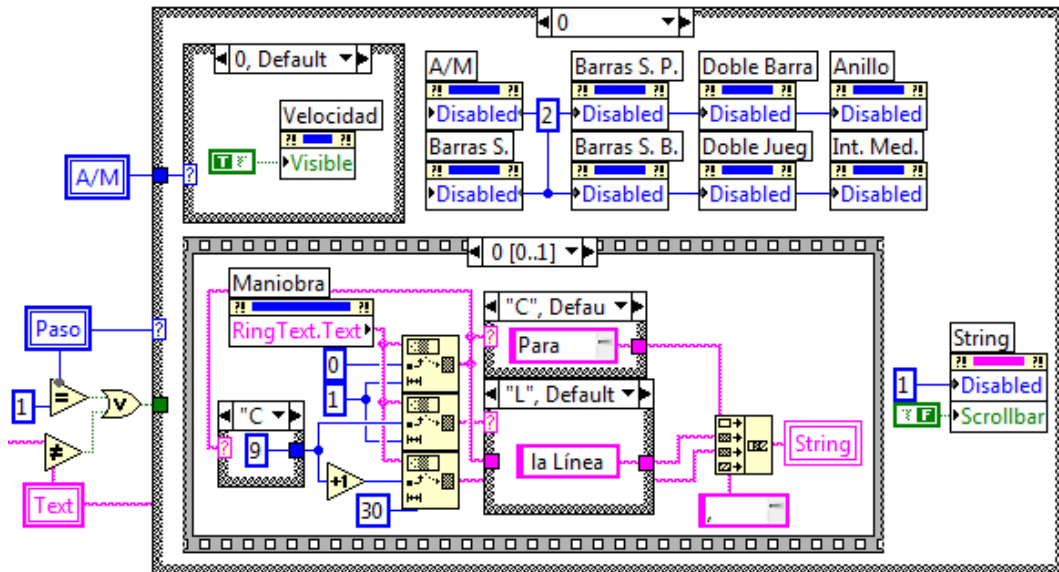 0
0, Default
Velocidad
T
Visible
A/M
Disabled
2
Barras S. P.
Disabled
Doble Barra
Disabled
Anillo
Disabled
Barras S.
Disabled
Barras S. B.
Disabled
Doble Jueg
Disabled
Int. Med.
Disabled
A/M
?
0 [0..1]
Maniobra
RingText.Text
0
1
"C
?
9
+1
30
"C", Defau
?
Para
"L", Default
?
la Línea
,
String
Paso
?
1
=
V
≠
Text
String
1
Disabled
F
Scrollbar